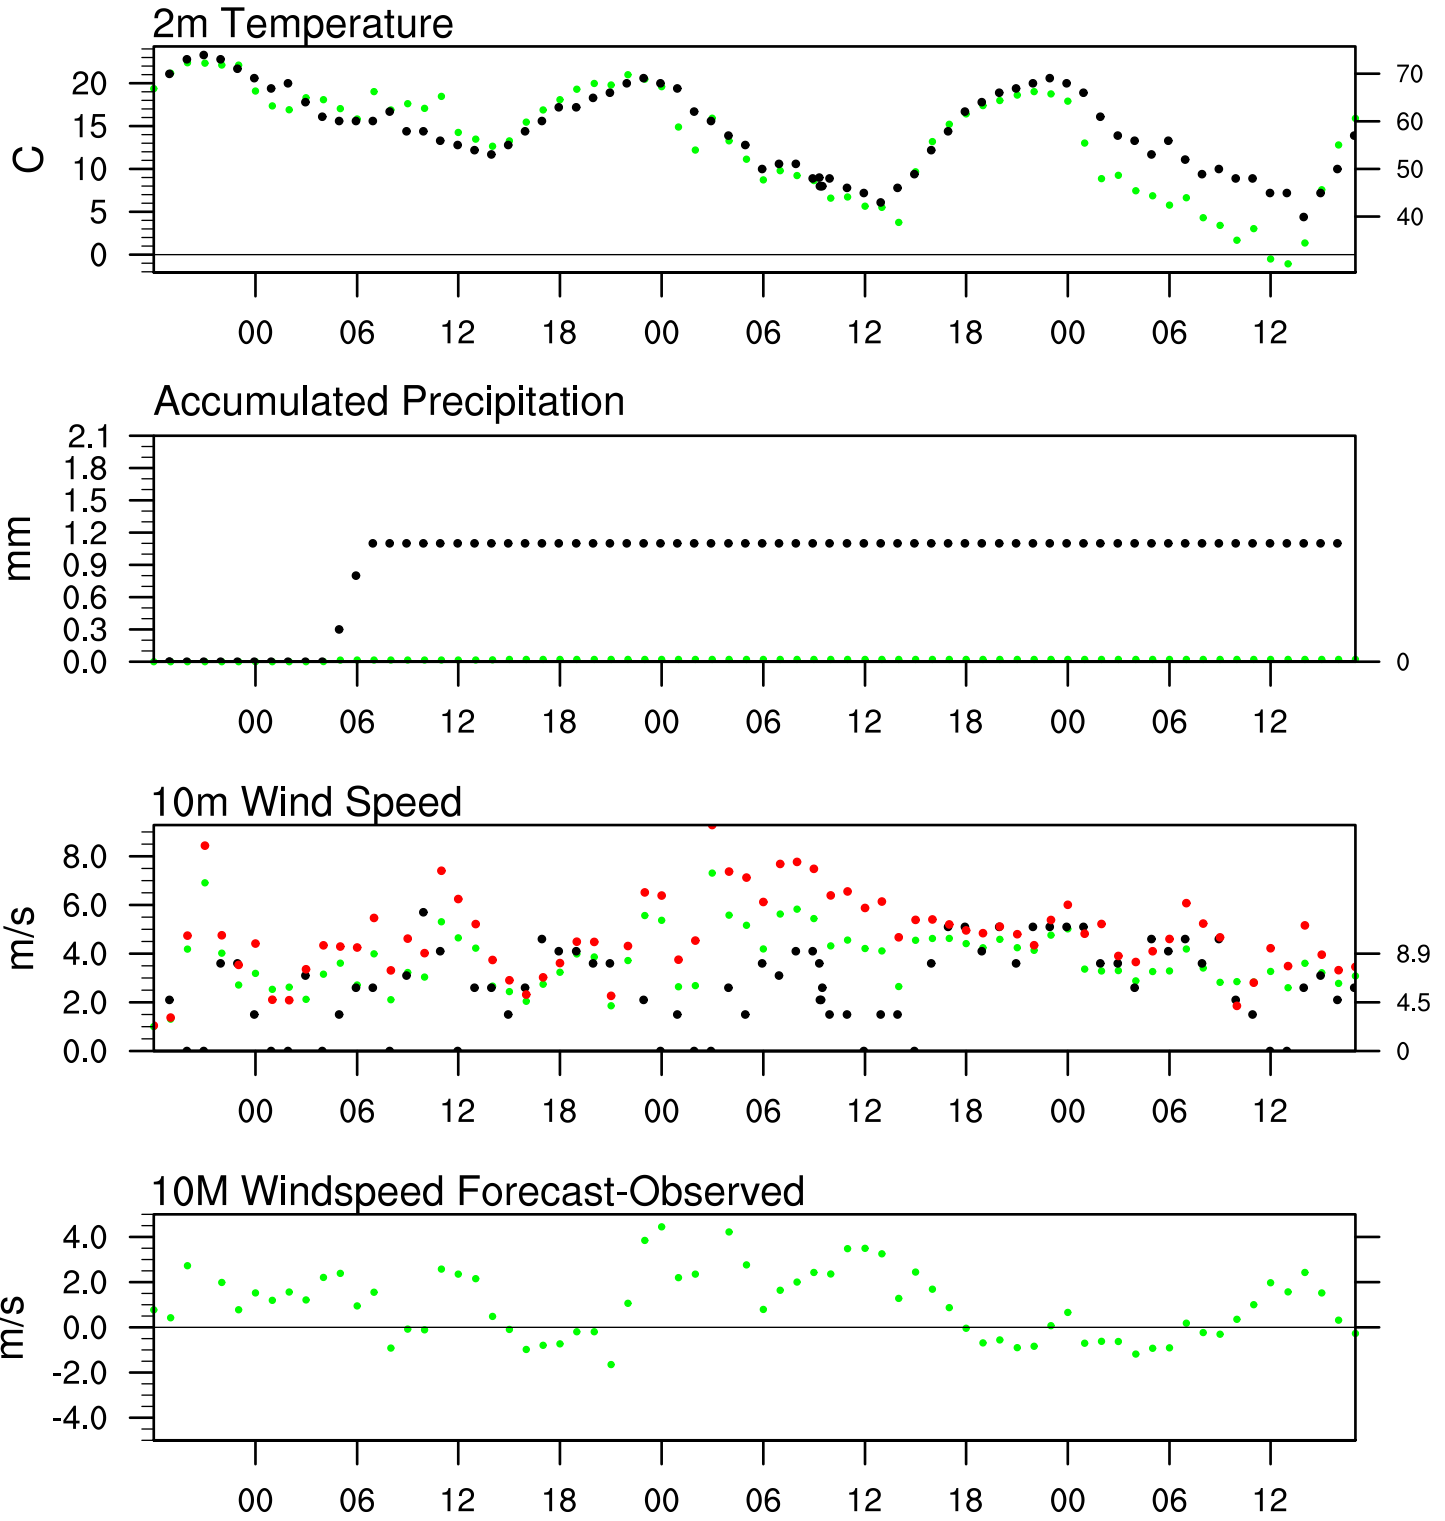 2m Temperature
20
15
10
5
0
C
70
60
50
40
00 06 12 18 00 06 12 18 00 06 12
Accumulated Precipitation
2.1
1.8
1.5
1.2
0.9
0.6
0.3
0.0
mm
0
00 06 12 18 00 06 12 18 00 06 12
10m Wind Speed
8.0
6.0
4.0
2.0
0.0
m/s
8.9
4.5
0
00 06 12 18 00 06 12 18 00 06 12
10M Windspeed Forecast-Observed
4.0
2.0
0.0
-2.0
-4.0
m/s
00 06 12 18 00 06 12 18 00 06 12